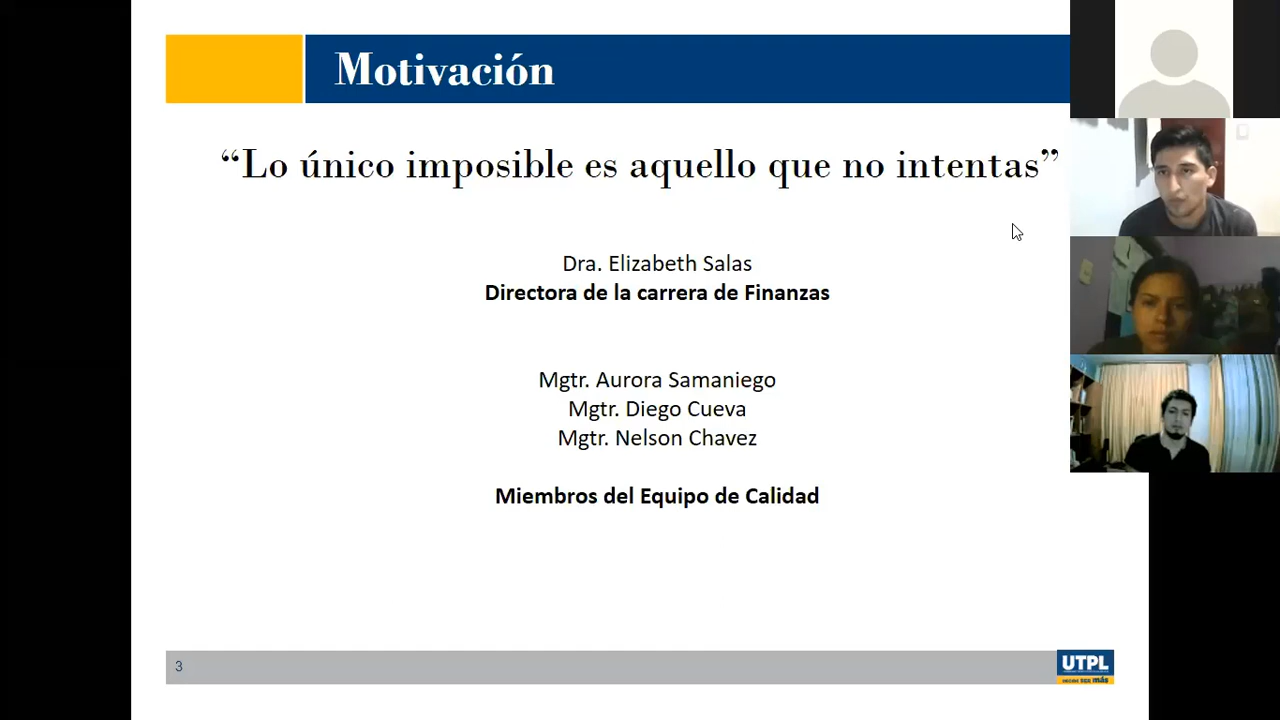 Motivación
“Lo único imposible es aquello que no intentas”
Dra. Elizabeth Salas
Directora de la carrera de Finanzas
Mgtr. Aurora Samaniego
Mgtr. Diego Cueva
Mgtr. Nelson Chavez
Miembros del Equipo de Calidad
3
UTPL
más